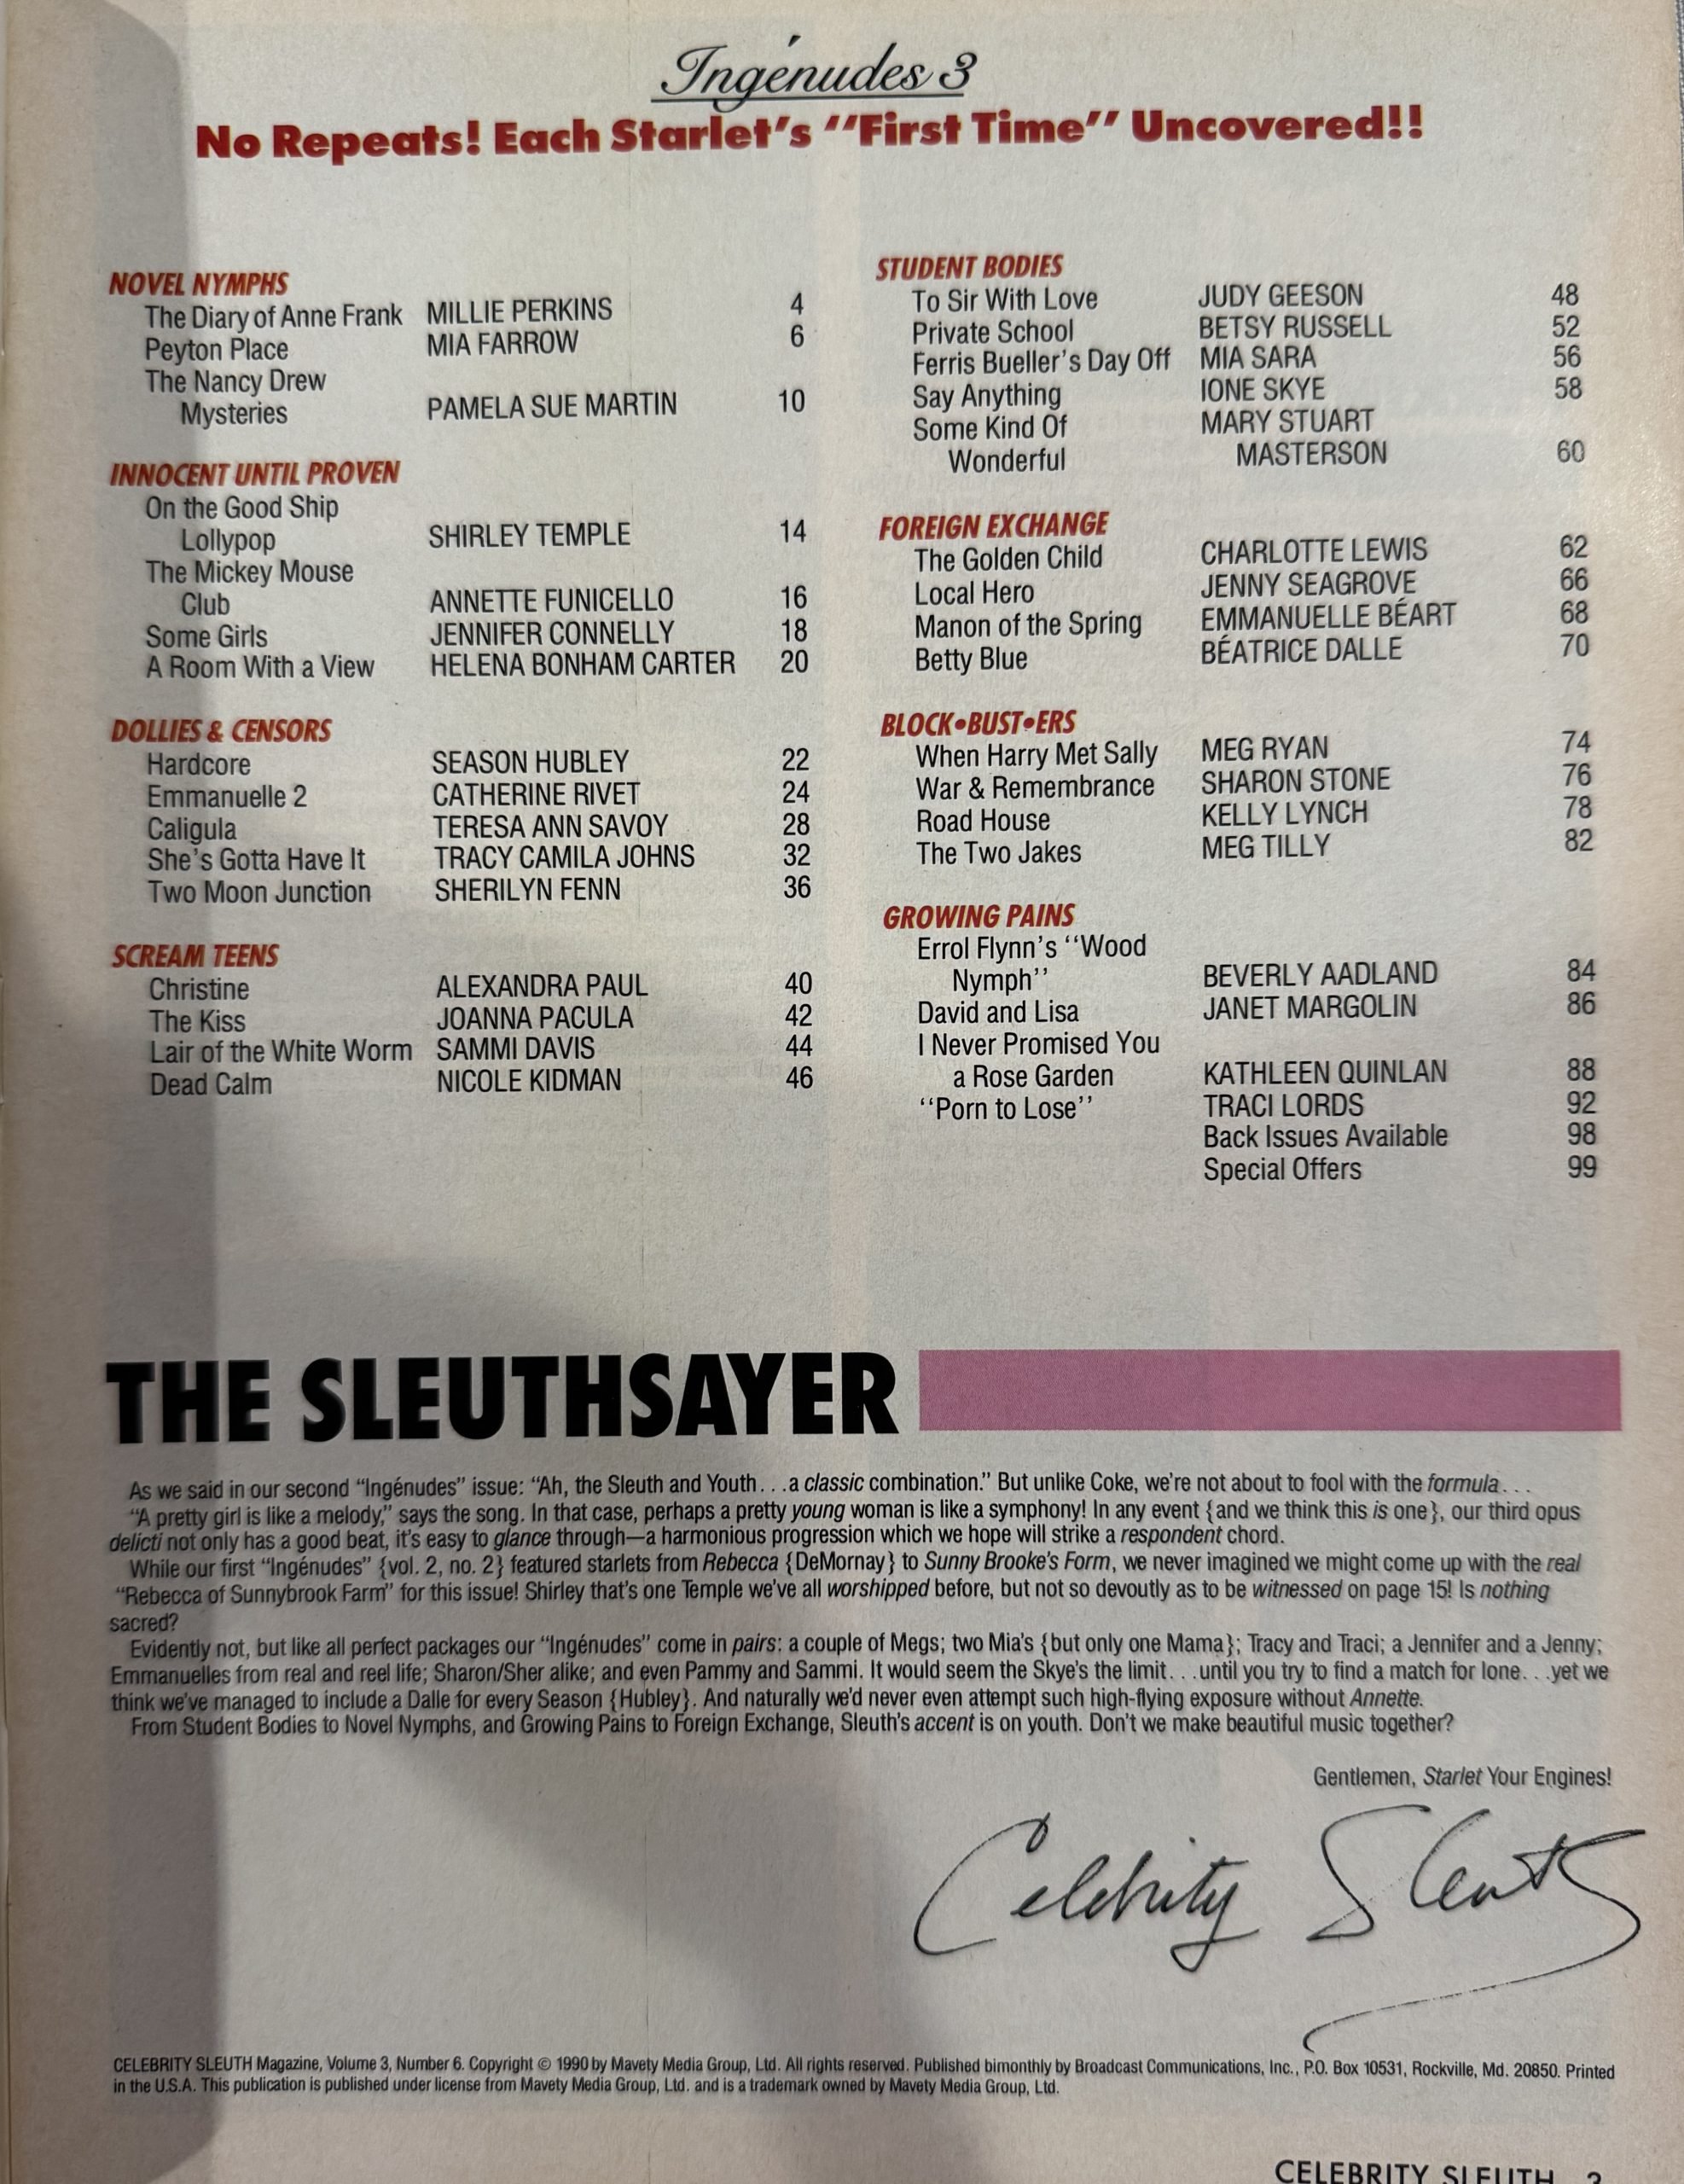 Ingénudes 3
No Repeats! Each Starlet's "First Time" Uncovered!!
NOVEL NYMPHS
The Diary of Anne Frank MILLIE PERKINS 4
Peyton Place MIA FARROW 6
The Nancy Drew
Mysteries PAMELA SUE MARTIN 10
INNOCENT UNTIL PROVEN
On the Good Ship
Lollypop SHIRLEY TEMPLE 14
The Mickey Mouse
Club ANNETTE FUNICELLO 16
Some Girls JENNIFER CONNELLY 18
A Room With a View HELENA BONHAM CARTER 20
DOLLIES & CENSORS
Hardcore SEASON HUBLEY 22
Emmanuelle 2 CATHERINE RIVET 24
Caligula TERESA ANN SAVOY 28
She's Gotta Have It TRACY CAMILA JOHNS 32
Two Moon Junction SHERILYN FENN 36
SCREAM TEENS
Christine ALEXANDRA PAUL 40
The Kiss JOANNA PACULA 42
Lair of the White Worm SAMMI DAVIS 44
Dead Calm NICOLE KIDMAN 46
STUDENT BODIES
To Sir With Love JUDY GEESON 48
Private School BETSY RUSSELL 52
Ferris Bueller's Day Off MIA SARA 56
Say Anything IONE SKYE 58
Some Kind Of MARY STUART
Wonderful MASTERSON 60
FOREIGN EXCHANGE
The Golden Child CHARLOTTE LEWIS 62
Local Hero JENNY SEAGROVE 66
Manon of the Spring EMMANUELLE BÉART 68
Betty Blue BÉATRICE DALLE 70
BLOCK•BUST•ERS
When Harry Met Sally MEG RYAN 74
War & Remembrance SHARON STONE 76
Road House KELLY LYNCH 78
The Two Jakes MEG TILLY 82
GROWING PAINS
Errol Flynn's "Wood
Nymph" BEVERLY AADLAND 84
David and Lisa JANET MARGOLIN 86
I Never Promised You
a Rose Garden KATHLEEN QUINLAN 88
"Porn to Lose" TRACI LORDS 92
Back Issues Available 98
Special Offers 99
THE SLEUTHSAYER
As we said in our second "Ingénudes" issue: "Ah, the Sleuth and Youth. . .a classic combination." But unlike Coke, we're not about to fool with the formula. . .
"A pretty girl is like a melody," says the song. In that case, perhaps a pretty young woman is like a symphony! In any event {and we think this is one}, our third opus
delicti not only has a good beat, it's easy to glance through—a harmonious progression which we hope will strike a respondent chord.
While our first "Ingénudes" {vol. 2, no. 2} featured starlets from Rebecca {DeMornay} to Sunny Brooke's Form, we never imagined we might come up with the real
"Rebecca of Sunnybrook Farm" for this issue! Shirley that's one Temple we've all worshipped before, but not so devoutly as to be witnessed on page 15! Is nothing
sacred?
Evidently not, but like all perfect packages our "Ingénudes" come in pairs: a couple of Megs; two Mia's {but only one Mama}; Tracy and Traci; a Jennifer and a Jenny;
Emmanuelles from real and reel life; Sharon/Sher alike; and even Pammy and Sammi. It would seem the Skye's the limit. . .until you try to find a match for Ione. . .yet we
think we've managed to include a Dalle for every Season {Hubley}. And naturally we'd never even attempt such high-flying exposure without Annette.
From Student Bodies to Novel Nymphs, and Growing Pains to Foreign Exchange, Sleuth's accent is on youth. Don't we make beautiful music together?
Gentlemen, Starlet Your Engines!
Celebrity Sleuth
CELEBRITY SLEUTH Magazine, Volume 3, Number 6. Copyright © 1990 by Mavety Media Group, Ltd. All rights reserved. Published bimonthly by Broadcast Communications, Inc., P.O. Box 10531, Rockville, Md. 20850. Printed
in the U.S.A. This publication is published under license from Mavety Media Group, Ltd. and is a trademark owned by Mavety Media Group, Ltd.
CELEBRITY SLEUTH